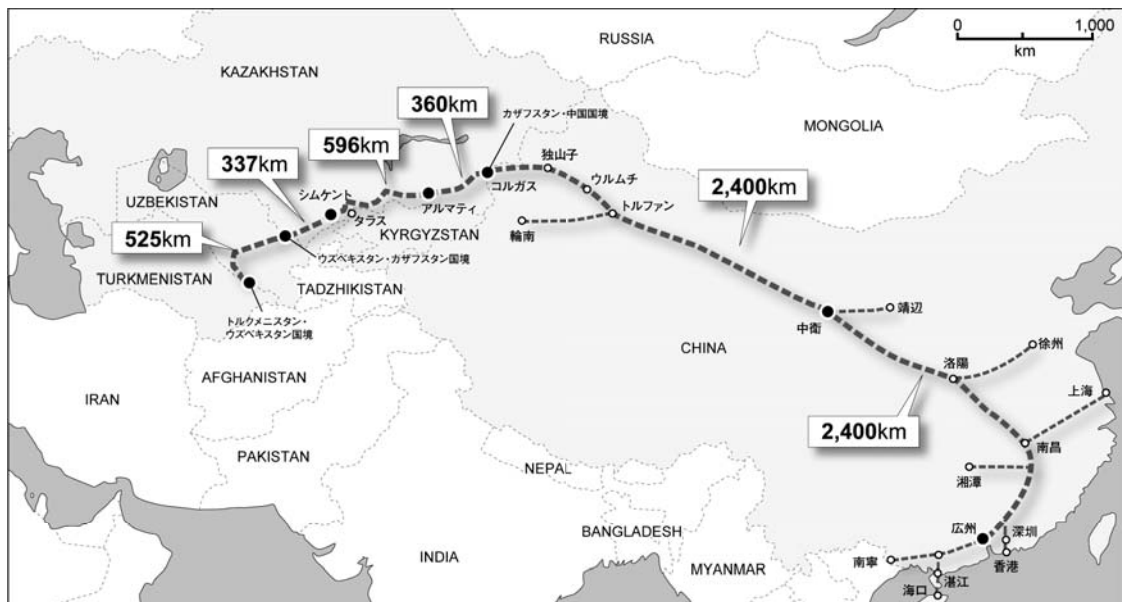 RUSSIA
0 1,000
km
KAZAKHSTAN
360km
カザフスタン・中国国境
MONGOLIA
596km
独山子
337km
コルガス
ウルムチ
2,400km
シムケント
アルマティ
トルファン
UZBEKISTAN
タラス
KYRGYZSTAN
輪南
525km
ウズベキスタン・カザフスタン国境
TURKMENISTAN
TADZHIKISTAN
トルクメニスタン・
ウズベキスタン国境
靖辺
中衛
CHINA
徐州
洛陽
AFGHANISTAN
上海
IRAN
2,400km
南昌
PAKISTAN
NEPAL
湘潭
広州
深圳
BANGLADESH
INDIA
MYANMAR
南寧
香港
湛江
海口